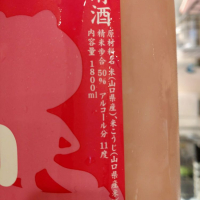 酒
原材料名 米(山口県産)、米こうじ(山口県産米
精米歩合 50% アルコール分 11度
内容量 1800ml